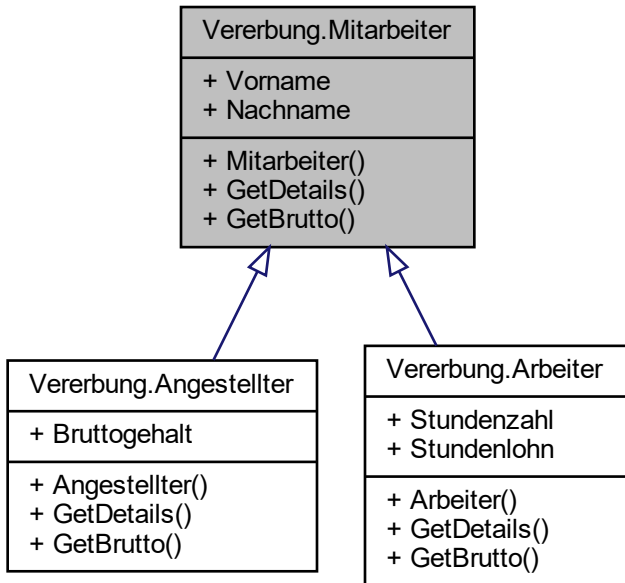 Vererbung.Mitarbeiter
+ Vorname
+ Nachname
+ Mitarbeiter()
+ GetDetails()
+ GetBrutto()
Vererbung.Angestellter
+ Bruttogehalt
+ Angestellter()
+ GetDetails()
+ GetBrutto()
Vererbung.Arbeiter
+ Stundenzahl
+ Stundenlohn
+ Arbeiter()
+ GetDetails()
+ GetBrutto()